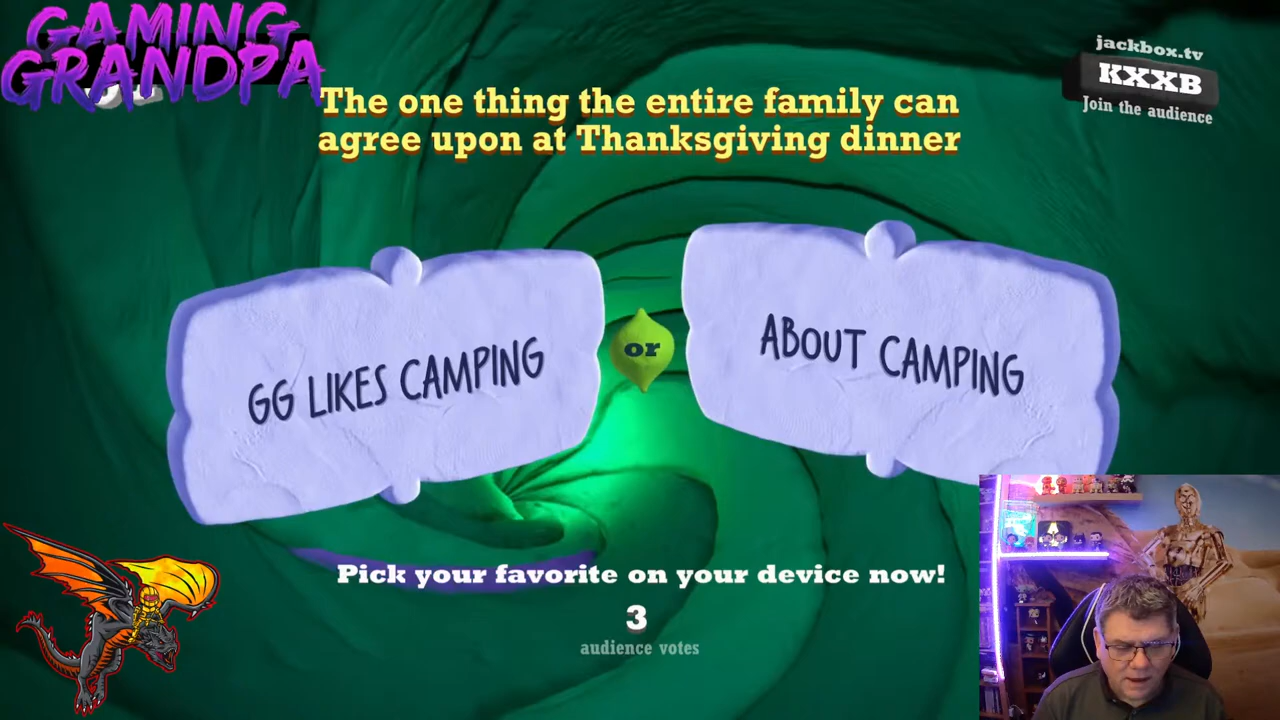 GAMING
GRANDPA
jackbox.tv
KXXB
Join the audience
The one thing the entire family can
agree upon at Thanksgiving dinner
GG LIKES CAMPING
or
ABOUT CAMPING
Pick your favorite on your device now!
3
audience votes